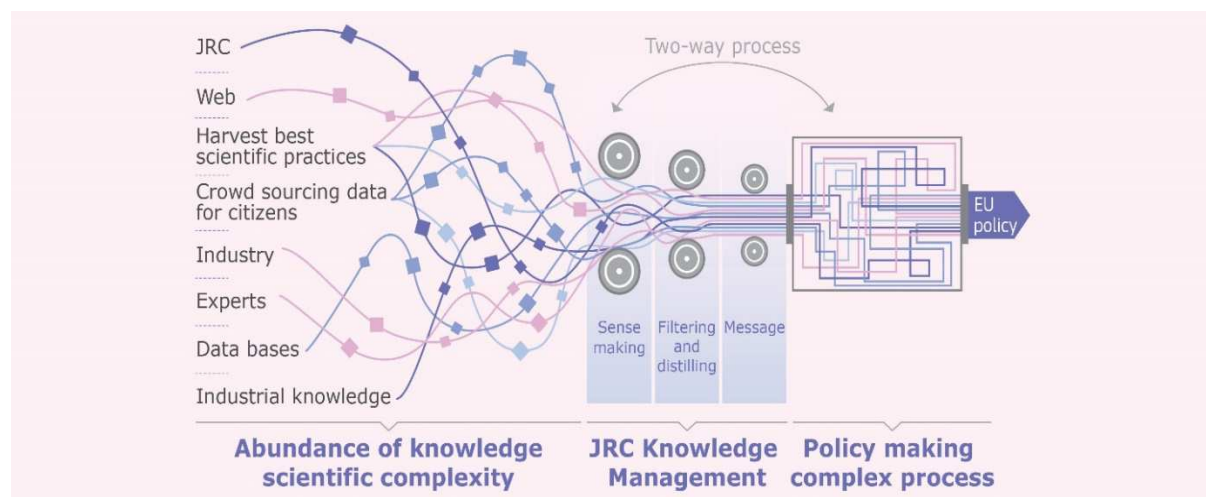 JRC
Web
Harvest best
scientific practices
Crowd sourcing data
for citizens
Industry
Experts
Data bases
Industrial knowledge
Two-way process
Sense
making
Filtering
and
distilling
Message
EU
policy
Abundance of knowledge
scientific complexity
JRC Knowledge
Management
Policy making
complex process